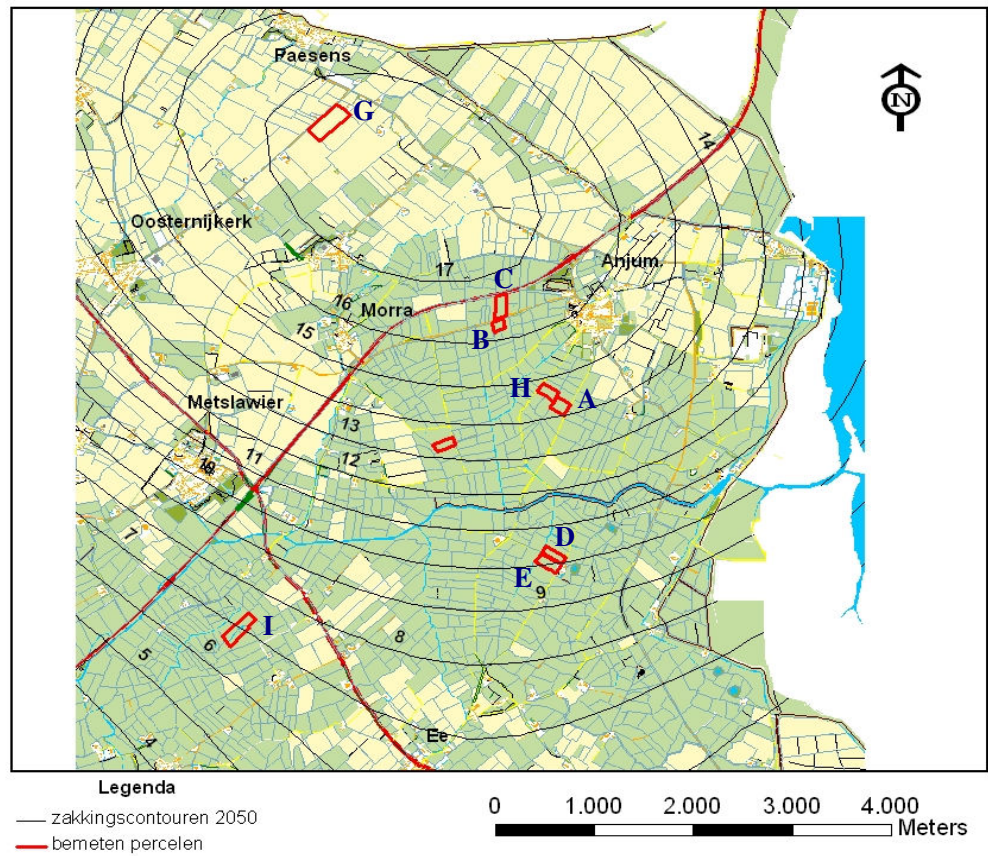 Paesens
G
N
14
Oosternijkerk
Anjum.
17
C
16
Morra
15
B
H
A
Metslawier
13
11
12
10
7
D
E
9
I
8
6
5
Ee
4
Legenda
zakkingscontouren 2050
bemeten percelen
0 1.000 2.000 3.000 4.000
Meters